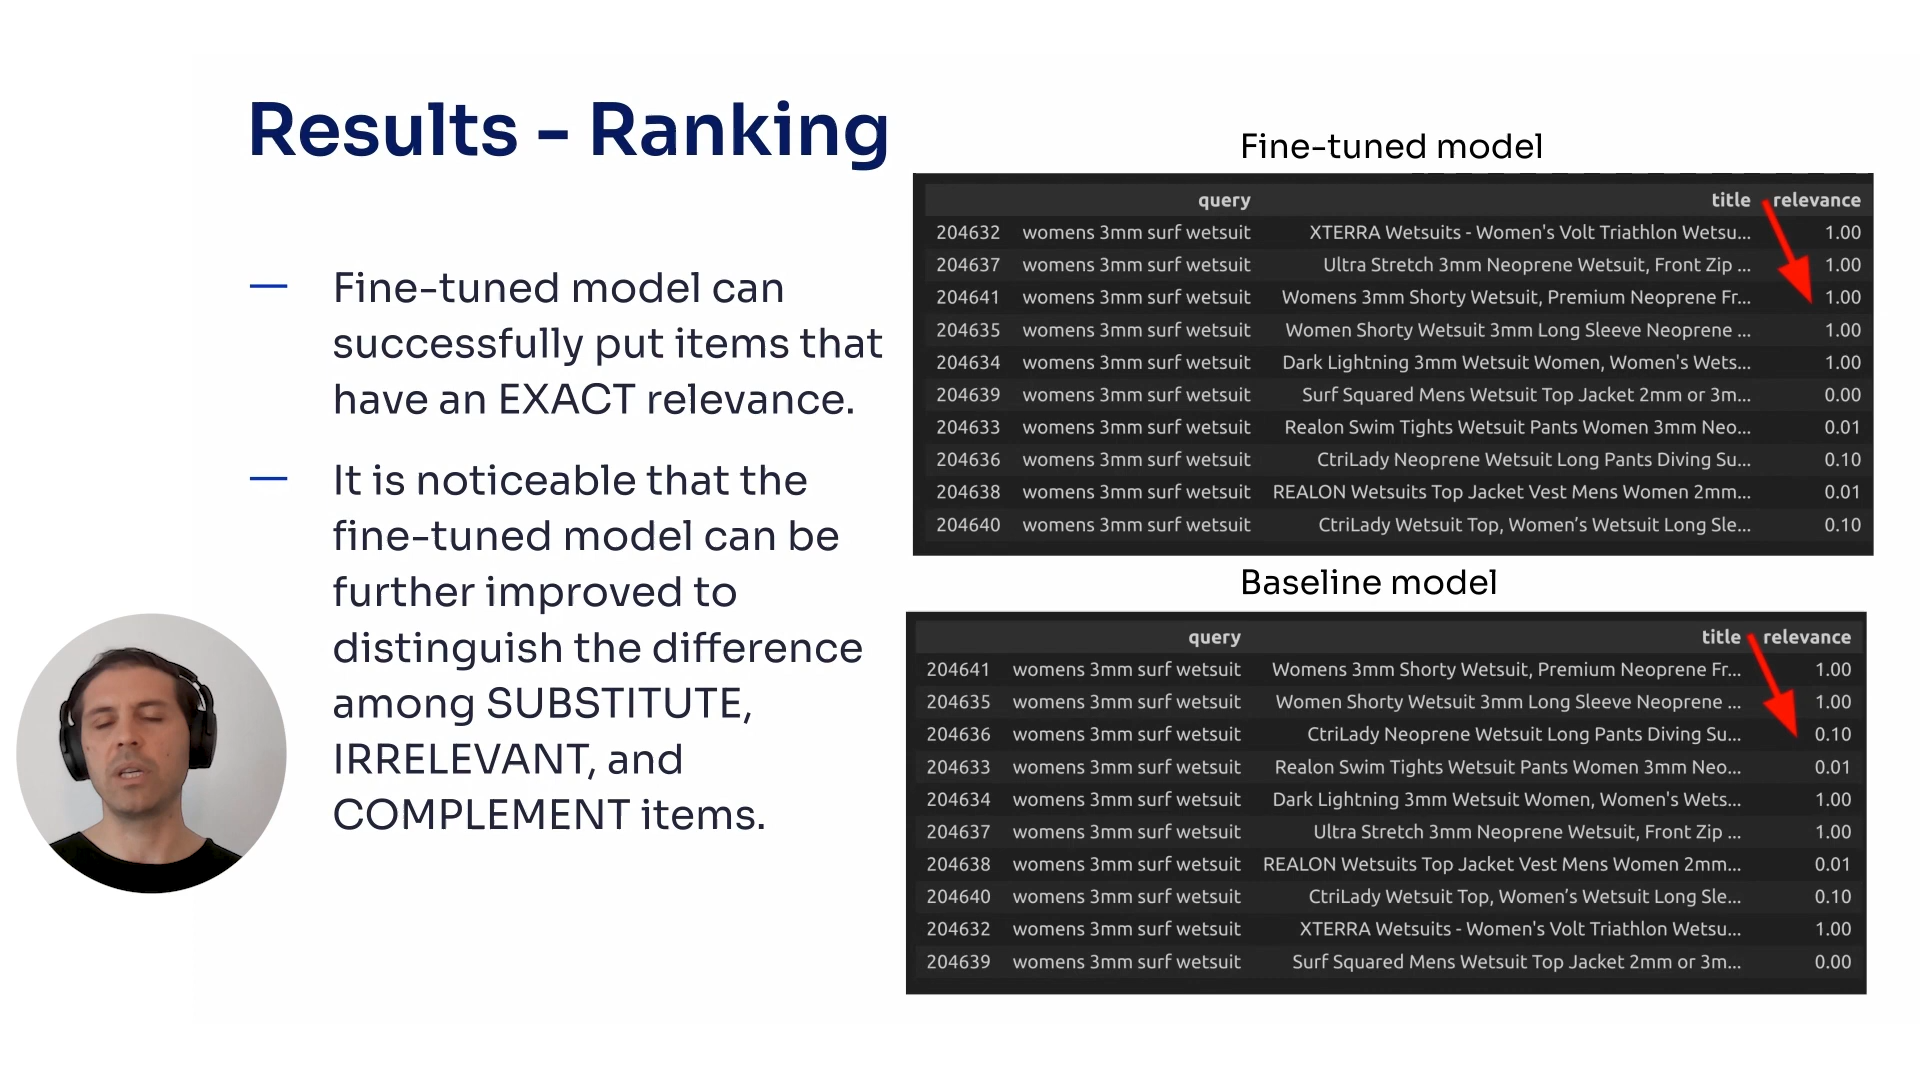 Results – Ranking
— Fine-tuned model can
successfully put items that
have an EXACT relevance.
— It is noticeable that the
fine-tuned model can be
further improved to
distinguish the difference
among SUBSTITUTE,
IRRELEVANT, and
COMPLEMENT items.
Fine-tuned model
query title relevance
204632 womens 3mm surf wetsuit XTERRA Wetsuits - Women's Volt Triathlon Wetsu... 1.00
204637 womens 3mm surf wetsuit Ultra Stretch 3mm Neoprene Wetsuit, Front Zip ... 1.00
204641 womens 3mm surf wetsuit Womens 3mm Shorty Wetsuit, Premium Neoprene Fr... 1.00
204635 womens 3mm surf wetsuit Women Shorty Wetsuit 3mm Long Sleeve Neoprene ... 1.00
204634 womens 3mm surf wetsuit Dark Lightning 3mm Wetsuit Women, Women's Wets... 1.00
204639 womens 3mm surf wetsuit Surf Squared Mens Wetsuit Top Jacket 2mm or 3m... 0.00
204633 womens 3mm surf wetsuit Realon Swim Tights Wetsuit Pants Women 3mm Neo... 0.01
204636 womens 3mm surf wetsuit CtriLady Neoprene Wetsuit Long Pants Diving Su... 0.10
204638 womens 3mm surf wetsuit REALON Wetsuits Top Jacket Vest Mens Women 2mm... 0.01
204640 womens 3mm surf wetsuit CtriLady Wetsuit Top, Women’s Wetsuit Long Sle... 0.10
Baseline model
query title relevance
204641 womens 3mm surf wetsuit Womens 3mm Shorty Wetsuit, Premium Neoprene Fr... 1.00
204635 womens 3mm surf wetsuit Women Shorty Wetsuit 3mm Long Sleeve Neoprene ... 1.00
204636 womens 3mm surf wetsuit CtriLady Neoprene Wetsuit Long Pants Diving Su... 0.10
204633 womens 3mm surf wetsuit Realon Swim Tights Wetsuit Pants Women 3mm Neo... 0.01
204634 womens 3mm surf wetsuit Dark Lightning 3mm Wetsuit Women, Women's Wets... 1.00
204637 womens 3mm surf wetsuit Ultra Stretch 3mm Neoprene Wetsuit, Front Zip ... 1.00
204638 womens 3mm surf wetsuit REALON Wetsuits Top Jacket Vest Mens Women 2mm... 0.01
204640 womens 3mm surf wetsuit CtriLady Wetsuit Top, Women’s Wetsuit Long Sle... 0.10
204632 womens 3mm surf wetsuit XTERRA Wetsuits - Women's Volt Triathlon Wetsu... 1.00
204639 womens 3mm surf wetsuit Surf Squared Mens Wetsuit Top Jacket 2mm or 3m... 0.00